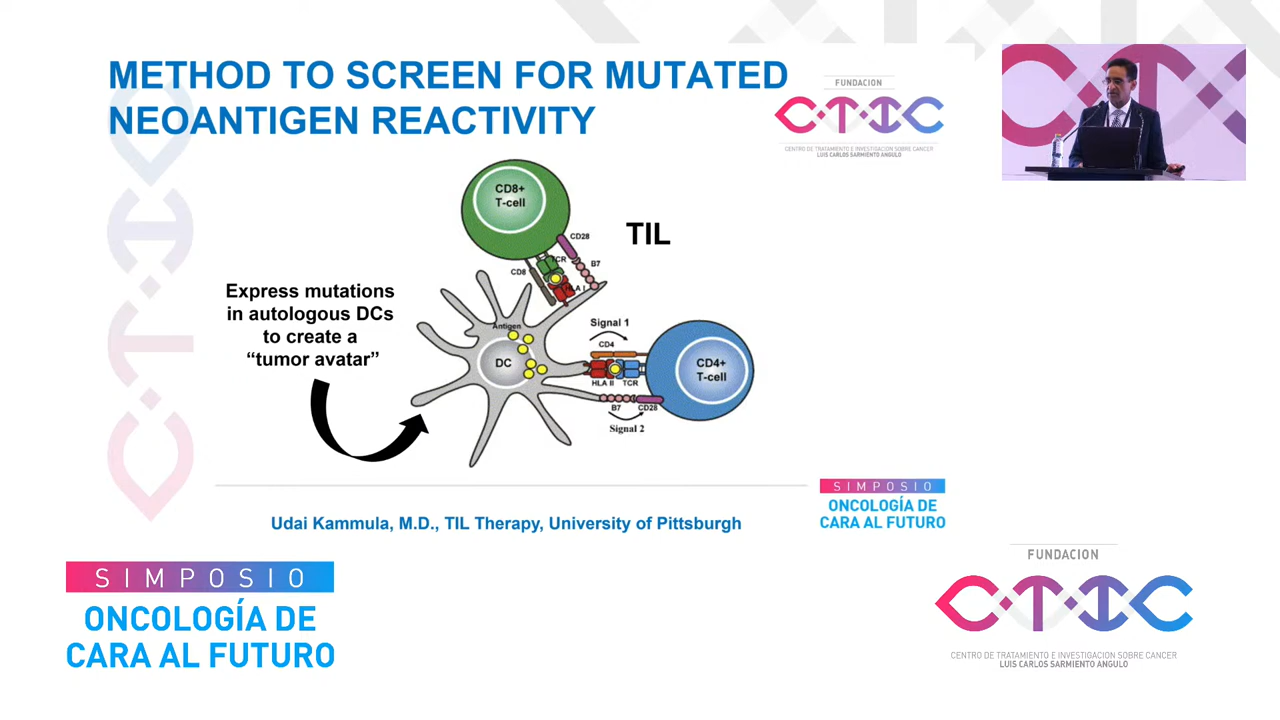 METHOD TO SCREEN FOR MUTATED
NEOANTIGEN REACTIVITY
FUNDACION
C·T·I·C
CENTRO DE TRATAMIENTO E INVESTIGACION SOBRE CANCER
LUIS CARLOS SARMIENTO ANGULO
CD8+
T-cell
TIL
CD28
TCR
B7
CD8
HLA I
Express mutations
in autologous DCs
to create a
“tumor avatar”
Antigen
DC
Signal 1
CD4
HLA II
TCR
CD4+
T-cell
B7
CD28
Signal 2
Udai Kammula, M.D., TIL Therapy, University of Pittsburgh
SIMPOSIO
ONCOLOGÍA DE
CARA AL FUTURO
SIMPOSIO
ONCOLOGÍA DE
CARA AL FUTURO
FUNDACION
C·T·I·C
CENTRO DE TRATAMIENTO E INVESTIGACION SOBRE CANCER
LUIS CARLOS SARMIENTO ANGULO
C·T·I·C